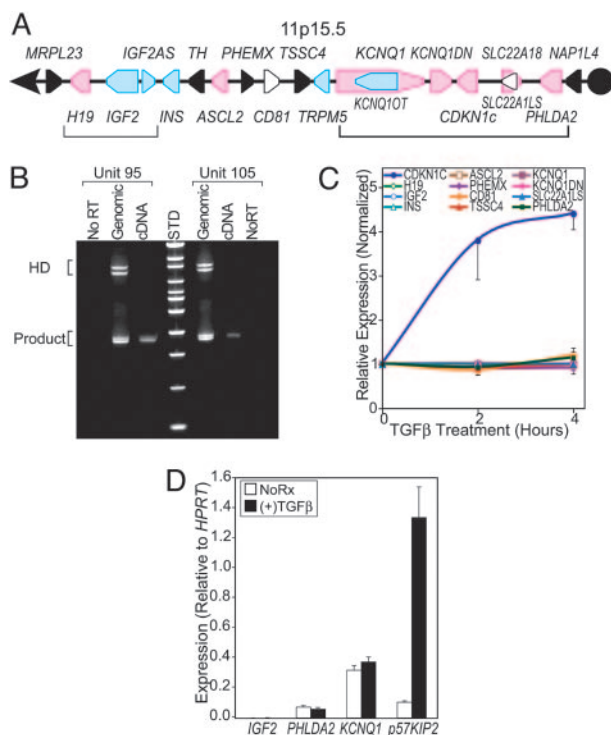 A
11p15.5
MRPL23 IGF2AS TH PHEMX TSSC4 KCNQ1 KCNQ1DN SLC22A18 NAP1L4
KCNQ1OT SLC22A1LS
H19 IGF2 INS ASCL2 CD81 TRPM5 CDKN1c PHLDA2
B
Unit 95 Unit 105
No RT Genomic cDNA STD Genomic cDNA NoRT
HD
Product
C
CDKN1C ASCL2 KCNQ1
H19 PHEMX KCNQ1DN
IGF2 CD81 SLC22A1LS
INS TSSC4 PHLDA2
Relative Expression (Normalized)
5
4
3
2
1
0
0 2 4
TGFβ Treatment (Hours)
D
NoRx
(+)TGFβ
Expression (Relative to HPRT)
1.6
1.4
1.2
1.0
0.8
0.6
0.4
0.2
0.0
IGF2 PHLDA2 KCNQ1 p57KIP2